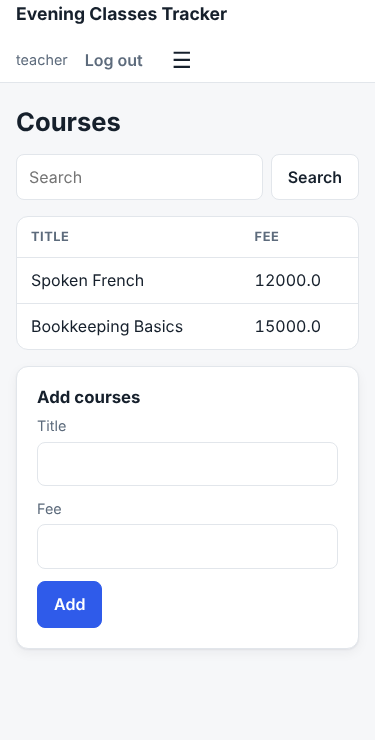 Evening Classes Tracker
teacher Log out ☰
Courses
Search Search
TITLE FEE
Spoken French 12000.0
Bookkeeping Basics 15000.0
Add courses
Title
Fee
Add